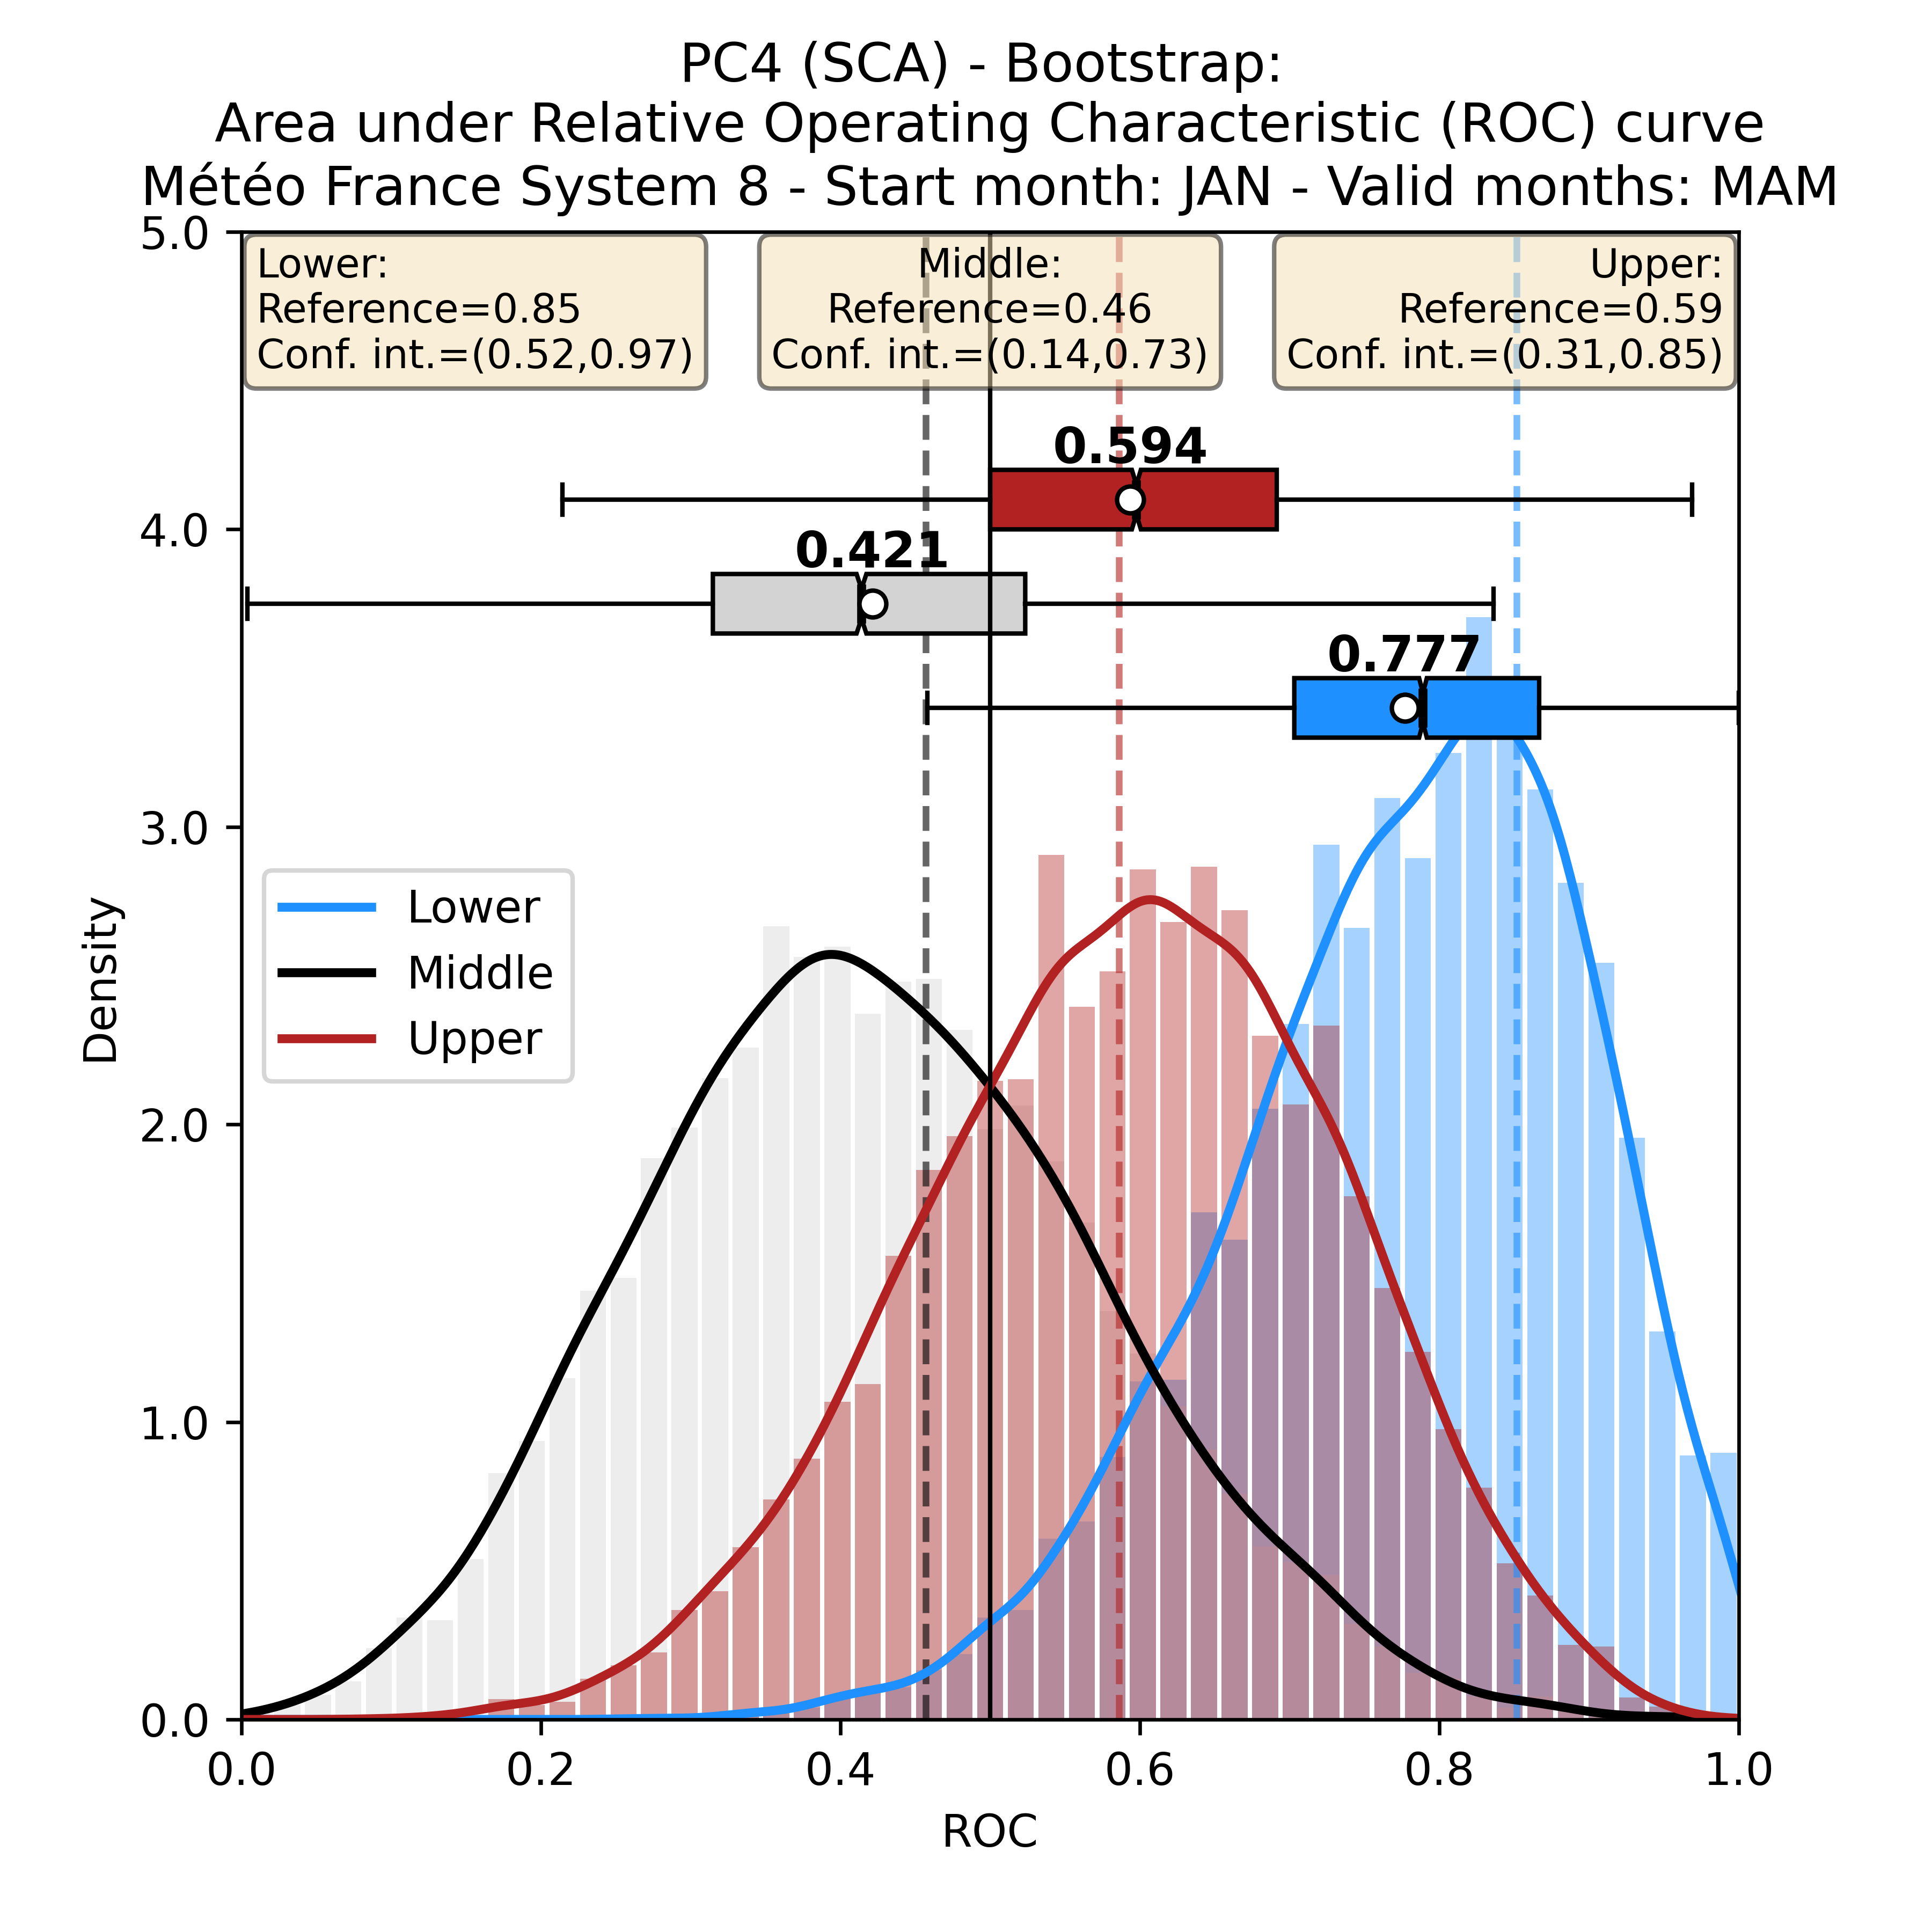 PC4 (SCA) - Bootstrap:
Area under Relative Operating Characteristic (ROC) curve
Météo France System 8 - Start month: JAN - Valid months: MAM
Lower:
Reference=0.85
Conf. int.=(0.52,0.97)
Middle:
Reference=0.46
Conf. int.=(0.14,0.73)
Upper:
Reference=0.59
Conf. int.=(0.31,0.85)
0.594
0.421
0.777
Lower
Middle
Upper
Density
5.0
4.0
3.0
2.0
1.0
0.0
0.0 0.2 0.4 0.6 0.8 1.0
ROC